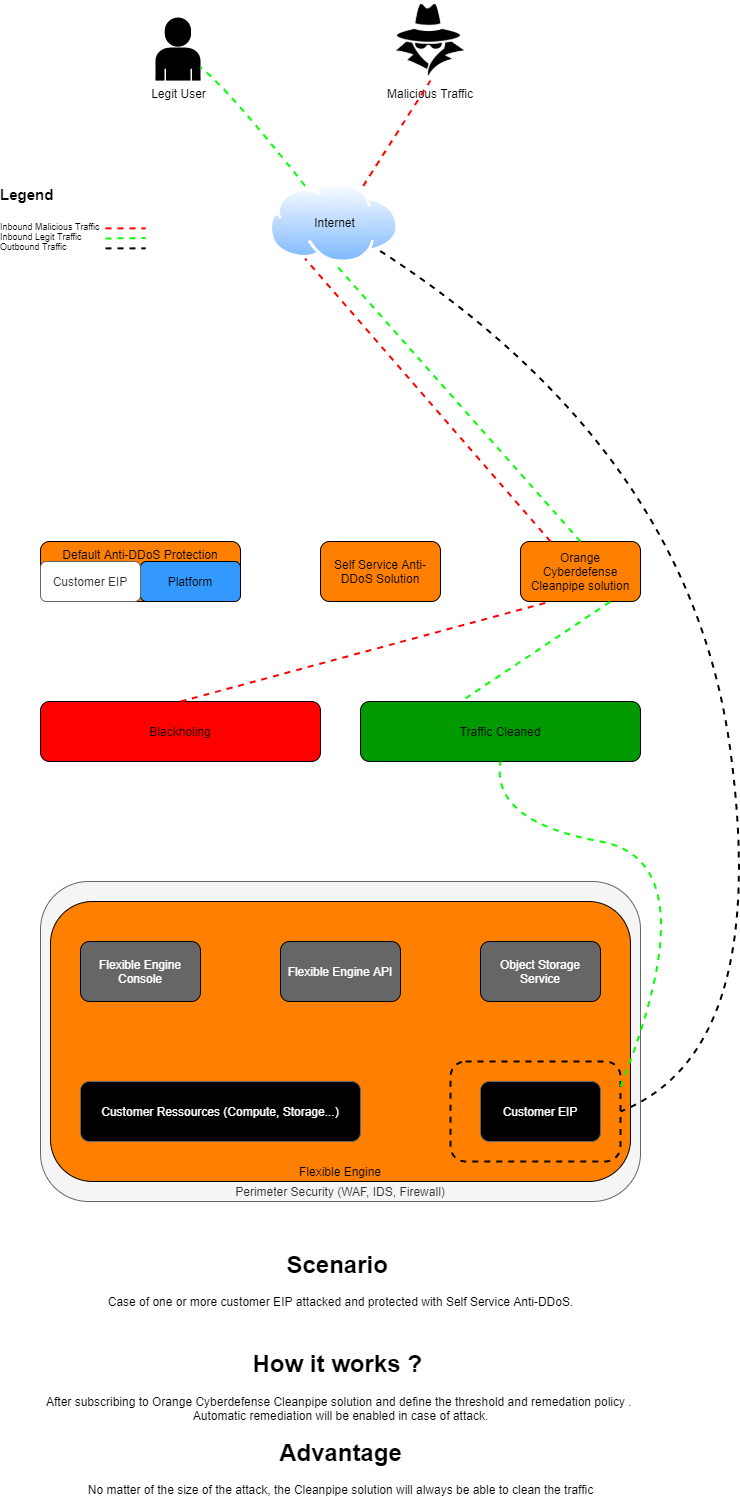 Legit User
Malicious Traffic
Legend
Internet
Inbound Malicious Traffic
Inbound Legit Traffic
Outbound Traffic
Default Anti-DDoS Protection
Customer EIP
Platform
Self Service Anti-
DDoS Solution
Orange
Cyberdefense
Cleanpipe solution
Blackholing
Traffic Cleaned
Flexible Engine
Console
Flexible Engine API
Object Storage
Service
Customer Ressources (Compute, Storage...)
Customer EIP
Flexible Engine
Perimeter Security (WAF, IDS, Firewall)
Scenario
Case of one or more customer EIP attacked and protected with Self Service Anti-DDoS.
How it works ?
After subscribing to Orange Cyberdefense Cleanpipe solution and define the threshold and remedation policy .
Automatic remediation will be enabled in case of attack.
Advantage
No matter of the size of the attack, the Cleanpipe solution will always be able to clean the traffic